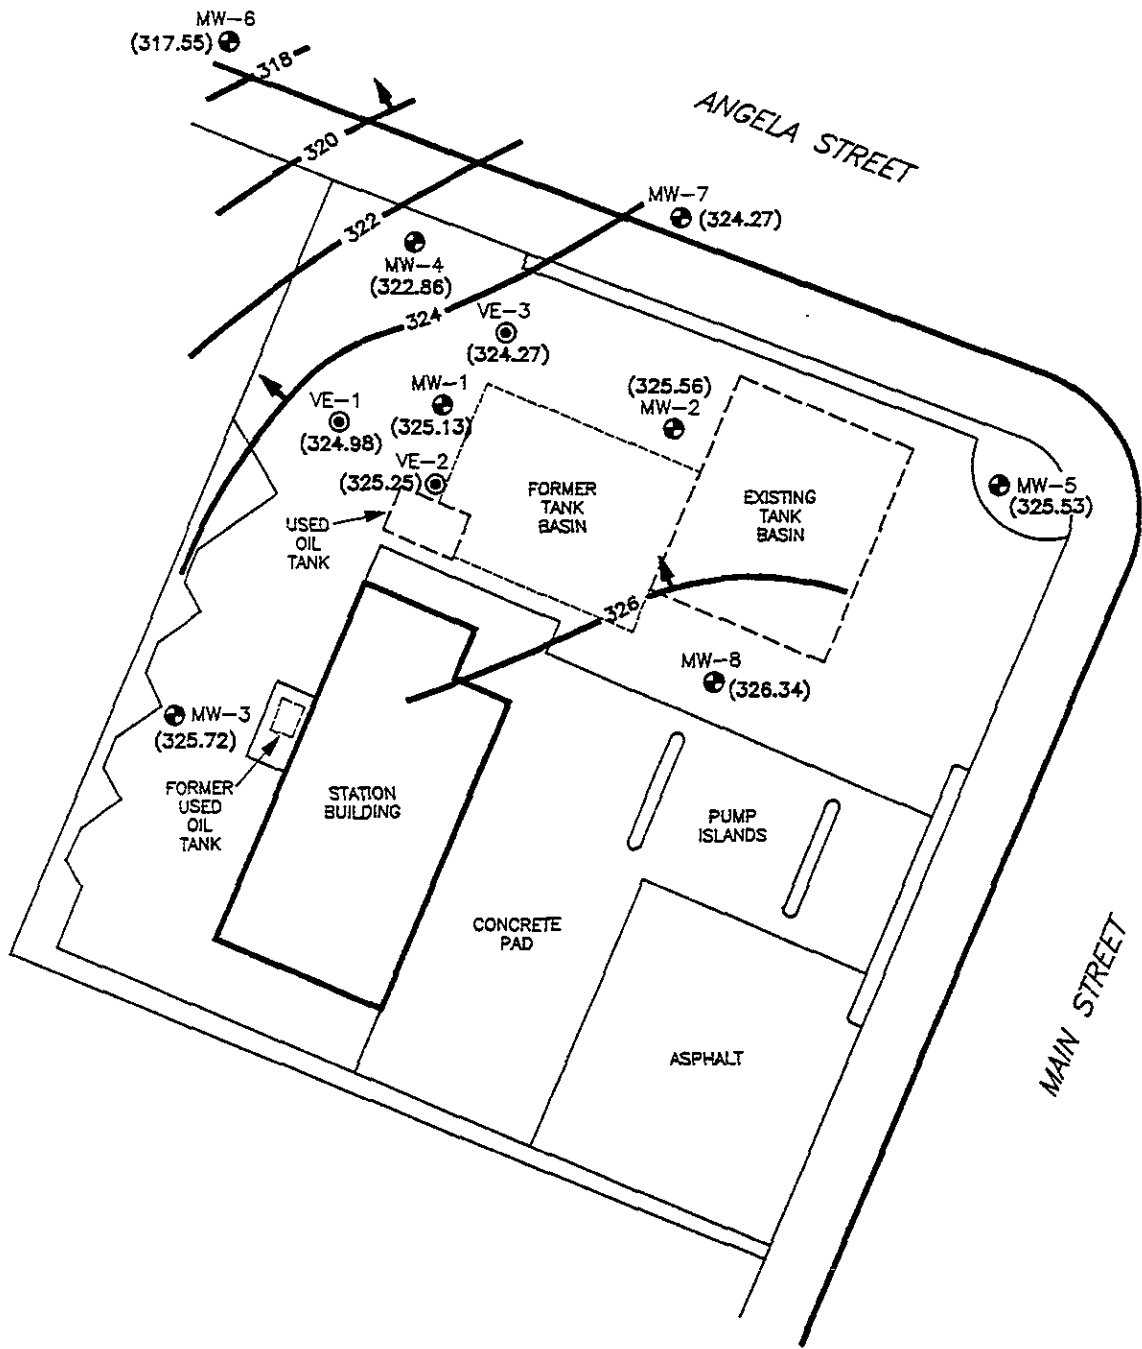 MW-6
(317.55)
318
ANGELA STREET
320
MW-7
(324.27)
322
MW-4
(322.86)
324
VE-3
(324.27)
(325.56)
MW-2
MW-1
(325.13)
VE-1
(324.98)
VE-2
(325.25)
FORMER
TANK
BASIN
EXISTING
TANK
BASIN
MW-5
(325.53)
USED
OIL
TANK
326
MW-8
(326.34)
MW-3
(325.72)
FORMER
USED
OIL
TANK
STATION
BUILDING
PUMP
ISLANDS
CONCRETE
PAD
ASPHALT
MAIN STREET